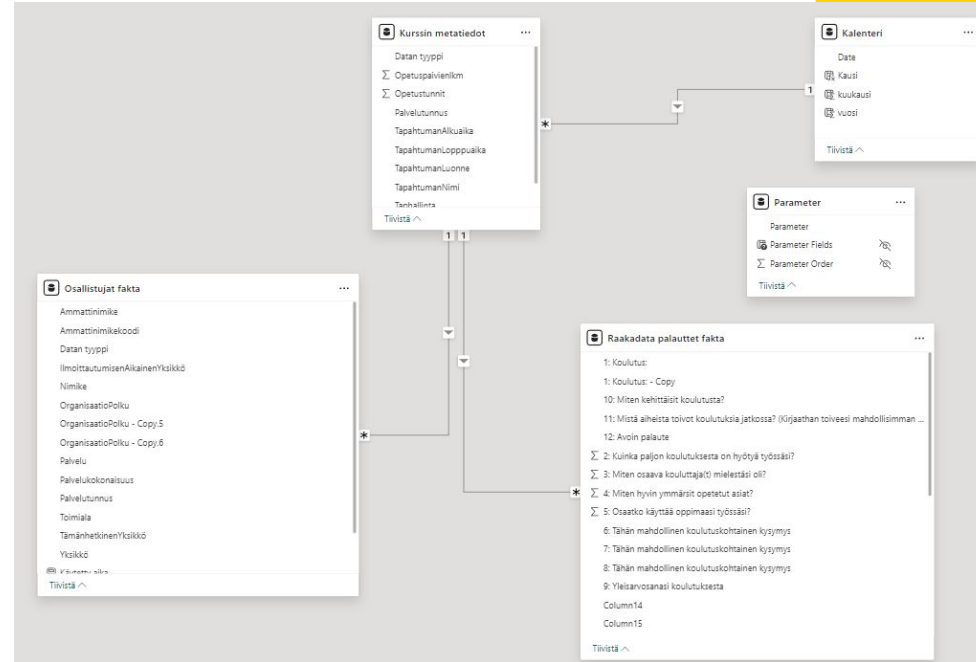 Kurssin metatiedot
Datan tyyppi
Opetuspaivienlkm
Opetustunnit
Palvelutunnus
TapahtumanAlkuaika
TapahtumanLopppuaika
TapahtumanLuonne
TapahtumanNimi
Tiivistä
Kalenteri
Date
Kausi
kuukausi
vuosi
Tiivistä
1
*
Parameter
Parameter
Parameter Fields
Parameter Order
Tiivistä
1 1
Osallistujat fakta
Ammattinimike
Ammattinimikekoodi
Datan tyyppi
IlmoittautumisenAikainenYksikkö
Nimike
OrganisaatioPolku
OrganisaatioPolku - Copy.5
OrganisaatioPolku - Copy.6
Palvelu
Palvelukokonaisuus
Palvelutunnus
Toimiala
TämänhetkinenYksikkö
Yksikkö
Käytetty aika
Tiivistä
*
Raakadata palauttet fakta
1: Koulutus:
1: Koulutus: - Copy
10: Miten kehittäisit koulutusta?
11: Mistä aiheista toivot koulutuksia jatkossa? (Kirjaathan toiveesi mahdollisimman ...
12: Avoin palaute
2: Kuinka paljon koulutuksesta on hyötyä työssäsi?
3: Miten osaava kouluttaja(t) mielestäsi oli?
4: Miten hyvin ymmärsit opetetut asiat?
5: Osaatko käyttää oppimaasi työssäsi?
6: Tähän mahdollinen koulutuskohtainen kysymys
7: Tähän mahdollinen koulutuskohtainen kysymys
8: Tähän mahdollinen koulutuskohtainen kysymys
9: Yleisarvosanasi koulutuksesta
Column14
Column15
Tiivistä
*